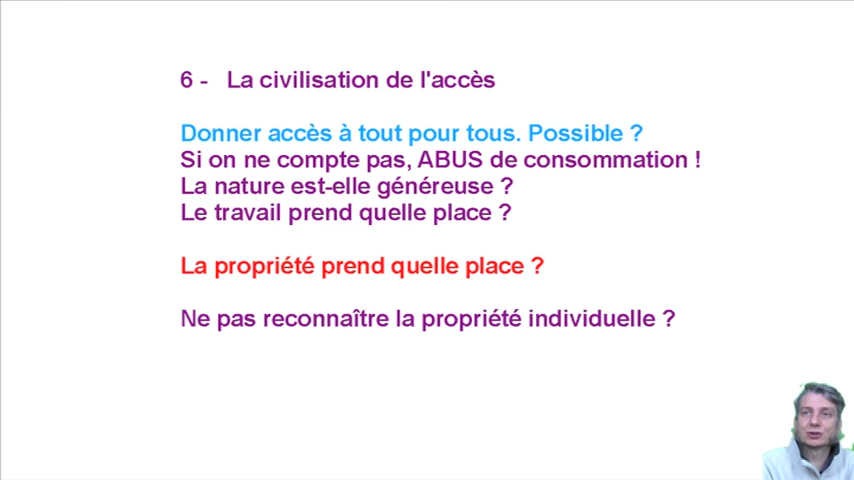 6 - La civilisation de l'accès
Donner accès à tout pour tous. Possible ?
Si on ne compte pas, ABUS de consommation !
La nature est-elle généreuse ?
Le travail prend quelle place ?
La propriété prend quelle place ?
Ne pas reconnaître la propriété individuelle ?